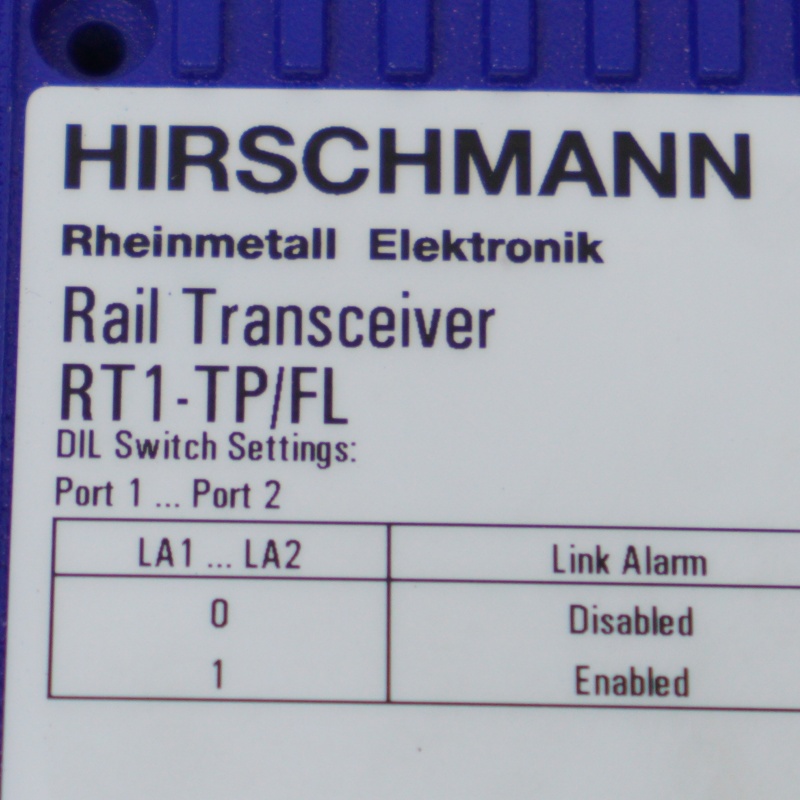 HIRSCHMANN
Rheinmetall Elektronik
Rail Transceiver
RT1-TP/FL
DIL Switch Settings:
Port 1 ... Port 2
LA1 ... LA2 Link Alarm
0 Disabled
1 Enabled